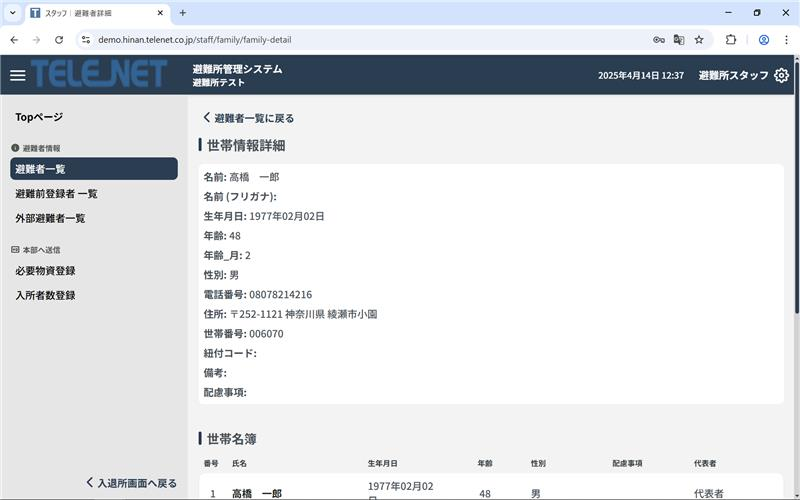 スタッフ｜避難者詳細
demo.hinan.telenet.co.jp/staff/family/family-detail
TELENET
避難所管理システム
避難所テスト
2025年4月14日 12:37
避難所スタッフ
Topページ
避難者情報
避難者一覧
避難前登録者 一覧
外部避難者一覧
本部へ送信
必要物資登録
入所者数登録
入退所画面へ戻る
避難者一覧に戻る
世帯情報詳細
名前: 高橋　一郎
名前 (フリガナ):
生年月日: 1977年02月02日
年齢: 48
年齢_月: 2
性別: 男
電話番号: 08078214216
住所: 〒252-1121 神奈川県 綾瀬市小園
世帯番号: 006070
紐付コード:
備考:
配慮事項:
世帯名簿
番号 氏名 生年月日 年齢 性別 配慮事項 代表者
1 高橋　一郎 1977年02月02 48 男 代表者